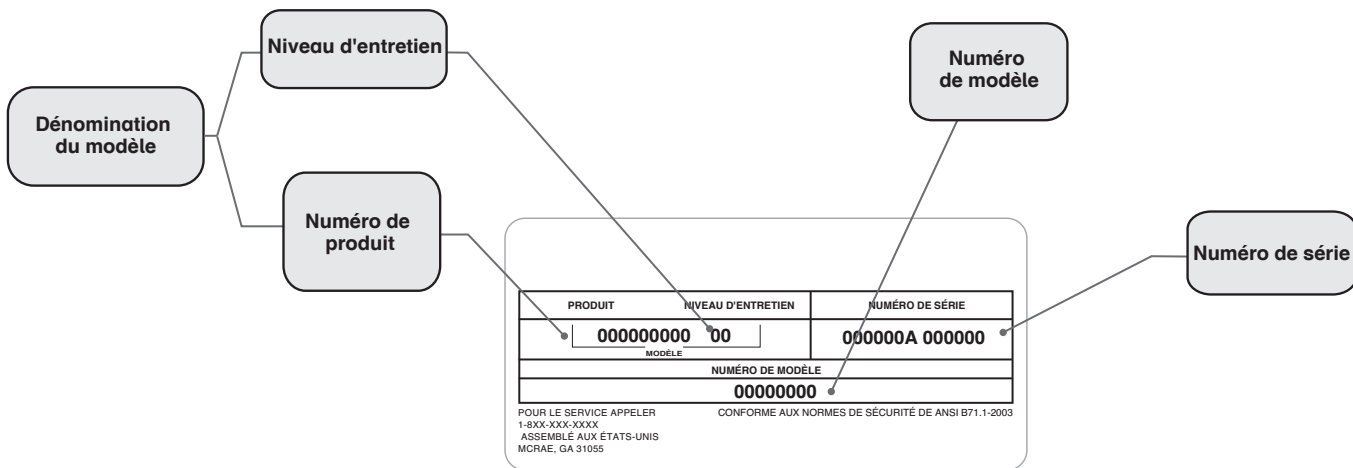 Niveau d'entretien
Numéro
de modèle
Dénomination
du modèle
Numéro de
produit
Numéro de série
PRODUIT NIVEAU D'ENTRETIEN NUMÉRO DE SÉRIE
000000000 00 000000A 000000
MODÈLE
NUMÉRO DE MODÈLE
00000000
POUR LE SERVICE APPELER CONFORME AUX NORMES DE SÉCURITÉ DE ANSI B71.1-2003
1-8XX-XXX-XXXX
ASSEMBLÉ AUX ÉTATS-UNIS
MCRAE, GA 31055